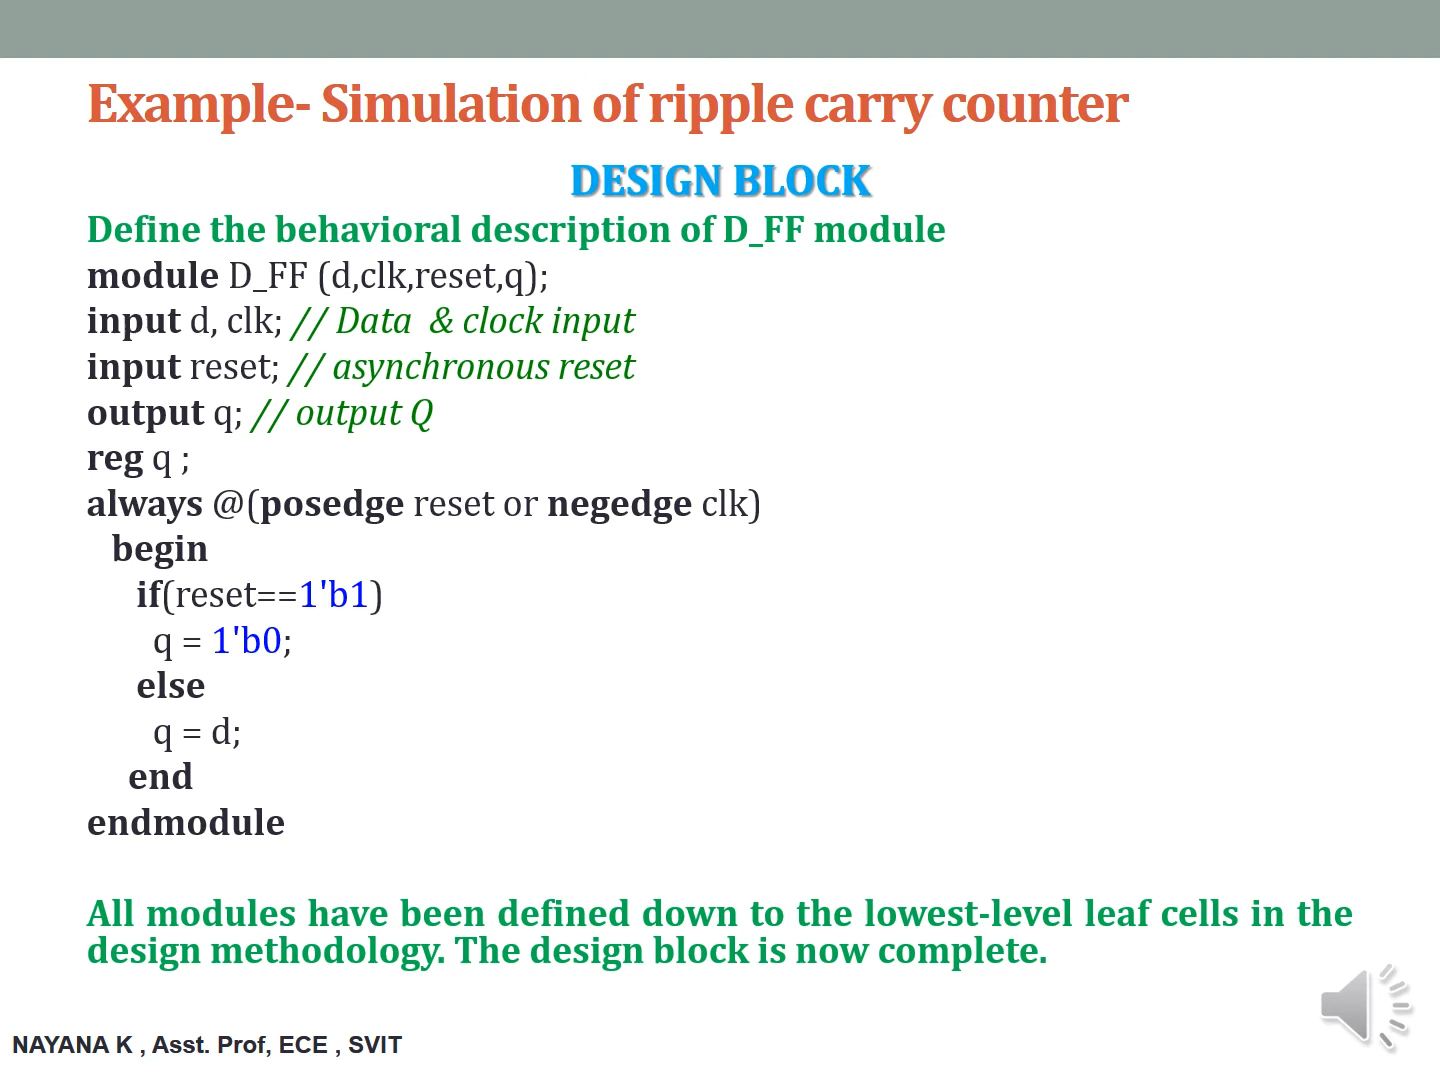 Example- Simulation of ripple carry counter
DESIGN BLOCK
Define the behavioral description of D_FF module
module D_FF (d,clk,reset,q);
input d, clk; // Data  & clock input
input reset; // asynchronous reset
output q; // output Q
reg q ;
always @(posedge reset or negedge clk)
begin
if(reset==1'b1)
q = 1'b0;
else
q = d;
end
endmodule
All modules have been defined down to the lowest-level leaf cells in the
design methodology. The design block is now complete.
NAYANA K , Asst. Prof, ECE , SVIT